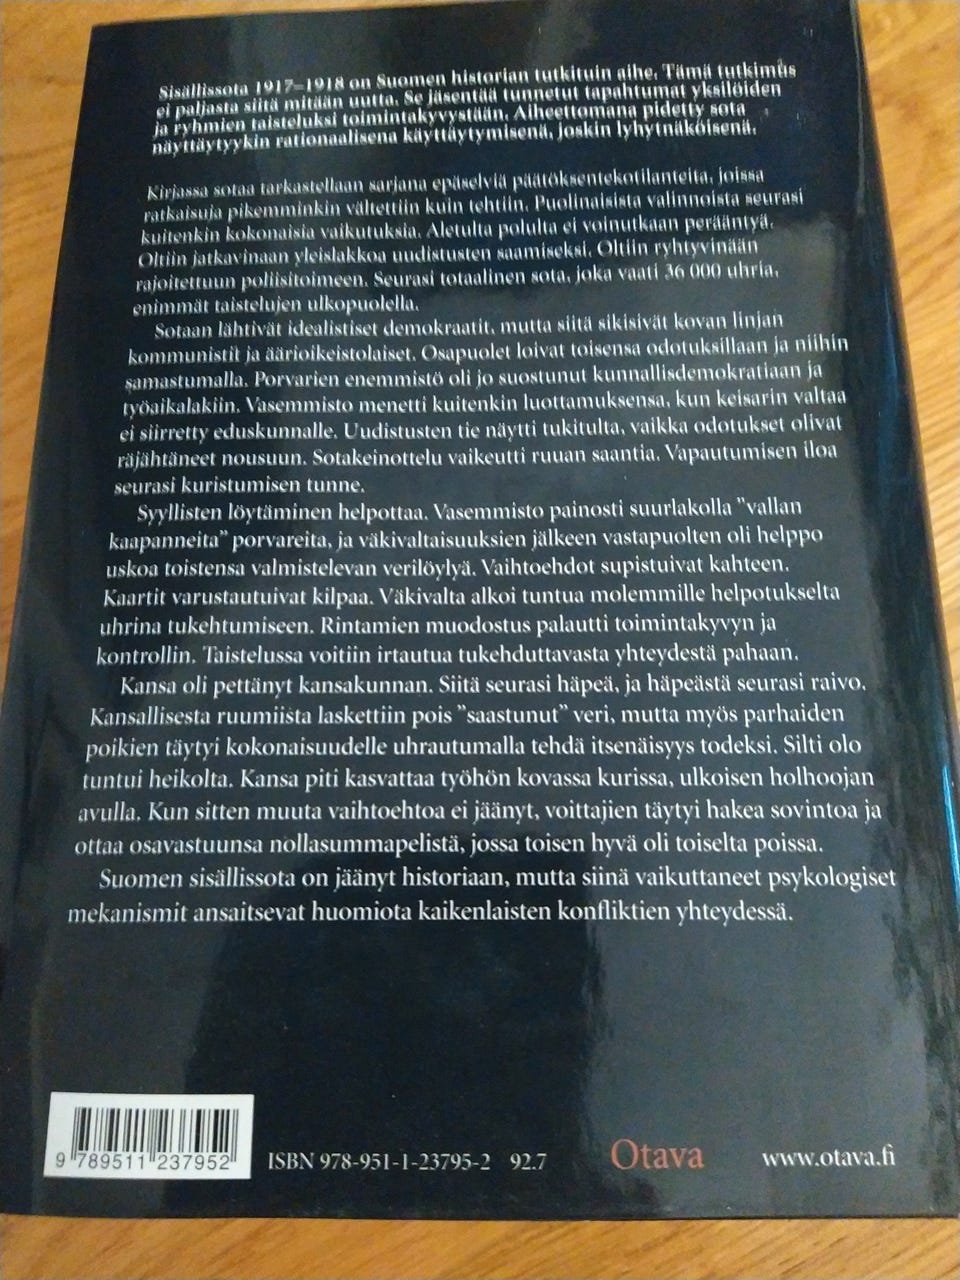 Sisällissota 1917–1918 on Suomen historian tutkituin aihe. Tämä tutkimus
ei paljasta siitä mitään uutta. Se jäsentää tunnetut tapahtumat yksilöiden
ja ryhmien taisteluksi toimintakyvystään. Aiheettomana pidetty sota
näyttäytyykin rationaalisena käyttäytymisenä, joskin lyhytnäköisenä.
Kirjassa sotaa tarkastellaan sarjana epäselviä päätöksentekotilanteita, joissa
ratkaisuja pikemminkin vältettiin kuin tehtiin. Puolinaisista valinnoista seurasi
kuitenkin kokonaisia vaikutuksia. Aletulta polulta ei voinutkaan perääntyä.
Oltiin jatkavinaan yleislakkoa uudistusten saamiseksi. Oltiin ryhtyvinään
rajoitettuun poliisitoimeen. Seurasi totaalinen sota, joka vaati 36 000 uhria,
enimmät taistelujen ulkopuolella.
Sotaan lähtivät idealistiset demokraatit, mutta siitä sikisivät kovan linjan
kommunistit ja äärioikeistolaiset. Osapuolet loivat toisensa odotuksillaan ja niihin
samastumalla. Porvarien enemmistö oli jo suostunut kunnallisdemokratiaan ja
työaikalakiin. Vasemmisto menetti kuitenkin luottamuksensa, kun keisarin valtaa
ei siirretty eduskunnalle. Uudistusten tie näytti tukitulta, vaikka odotukset olivat
räjähtäneet nousuun. Sotakeinottelu vaikeutti ruuan saantia. Vapautumisen iloa
seurasi kuristumisen tunne.
Syyllisten löytäminen helpottaa. Vasemmisto painosti suurlakolla "vallan
kaapanneita" porvareita, ja väkivaltaisuuksien jälkeen vastapuolten oli helppo
uskoa toistensa valmistelevan verilöylyä. Vaihtoehdot supistuivat kahteen.
Kaartit varustautuivat kilpaa. Väkivalta alkoi tuntua molemmille helpotukselta
uhrina tukehtumiseen. Rintamien muodostus palautti toimintakyvyn ja
kontrollin. Taistelussa voitiin irtautua tukehduttavasta yhteydestä pahaan.
Kansa oli pettänyt kansakunnan. Siitä seurasi häpeä, ja häpeästä seurasi raivo.
Kansallisesta ruumiista laskettiin pois "saastunut" veri, mutta myös parhaiden
poikien täytyi kokonaisuudelle uhrautumalla tehdä itsenäisyys todeksi. Silti olo
tuntui heikolta. Kansa piti kasvattaa työhön kovassa kurissa, ulkoisen holhoojan
avulla. Kun sitten muuta vaihtoehtoa ei jäänyt, voittajien täytyi hakea sovintoa ja
ottaa osavastuunsa nollasummapelistä, jossa toisen hyvä oli toiselta poissa.
Suomen sisällissota on jäänyt historiaan, mutta siinä vaikuttaneet psykologiset
mekanismit ansaitsevat huomiota kaikenlaisten konfliktien yhteydessä.
9 789511 237952
ISBN 978-951-1-23795-2 92.7
Otava
www.otava.fi